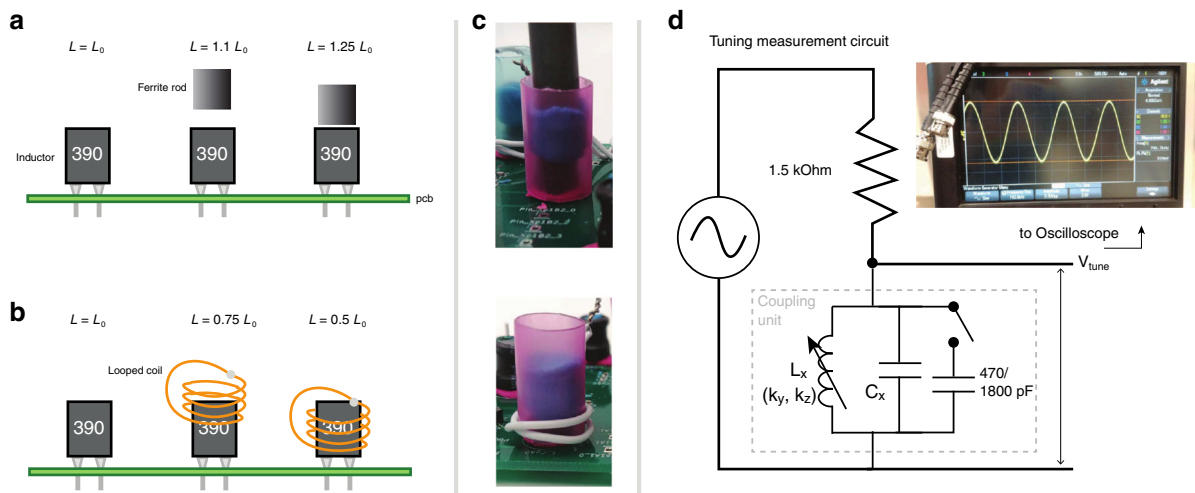 a
L = L₀
L = 1.1 L₀
L = 1.25 L₀
Ferrite rod
Inductor
390
390
390
pcb
b
L = L₀
L = 0.75 L₀
L = 0.5 L₀
Looped coil
390
390
390
c
Pin_
d
Tuning measurement circuit
Agilent
1.5 kOhm
to Oscilloscope
Vtune
Coupling
unit
Lx
(ky, kz)
Cx
470/
1800 pF